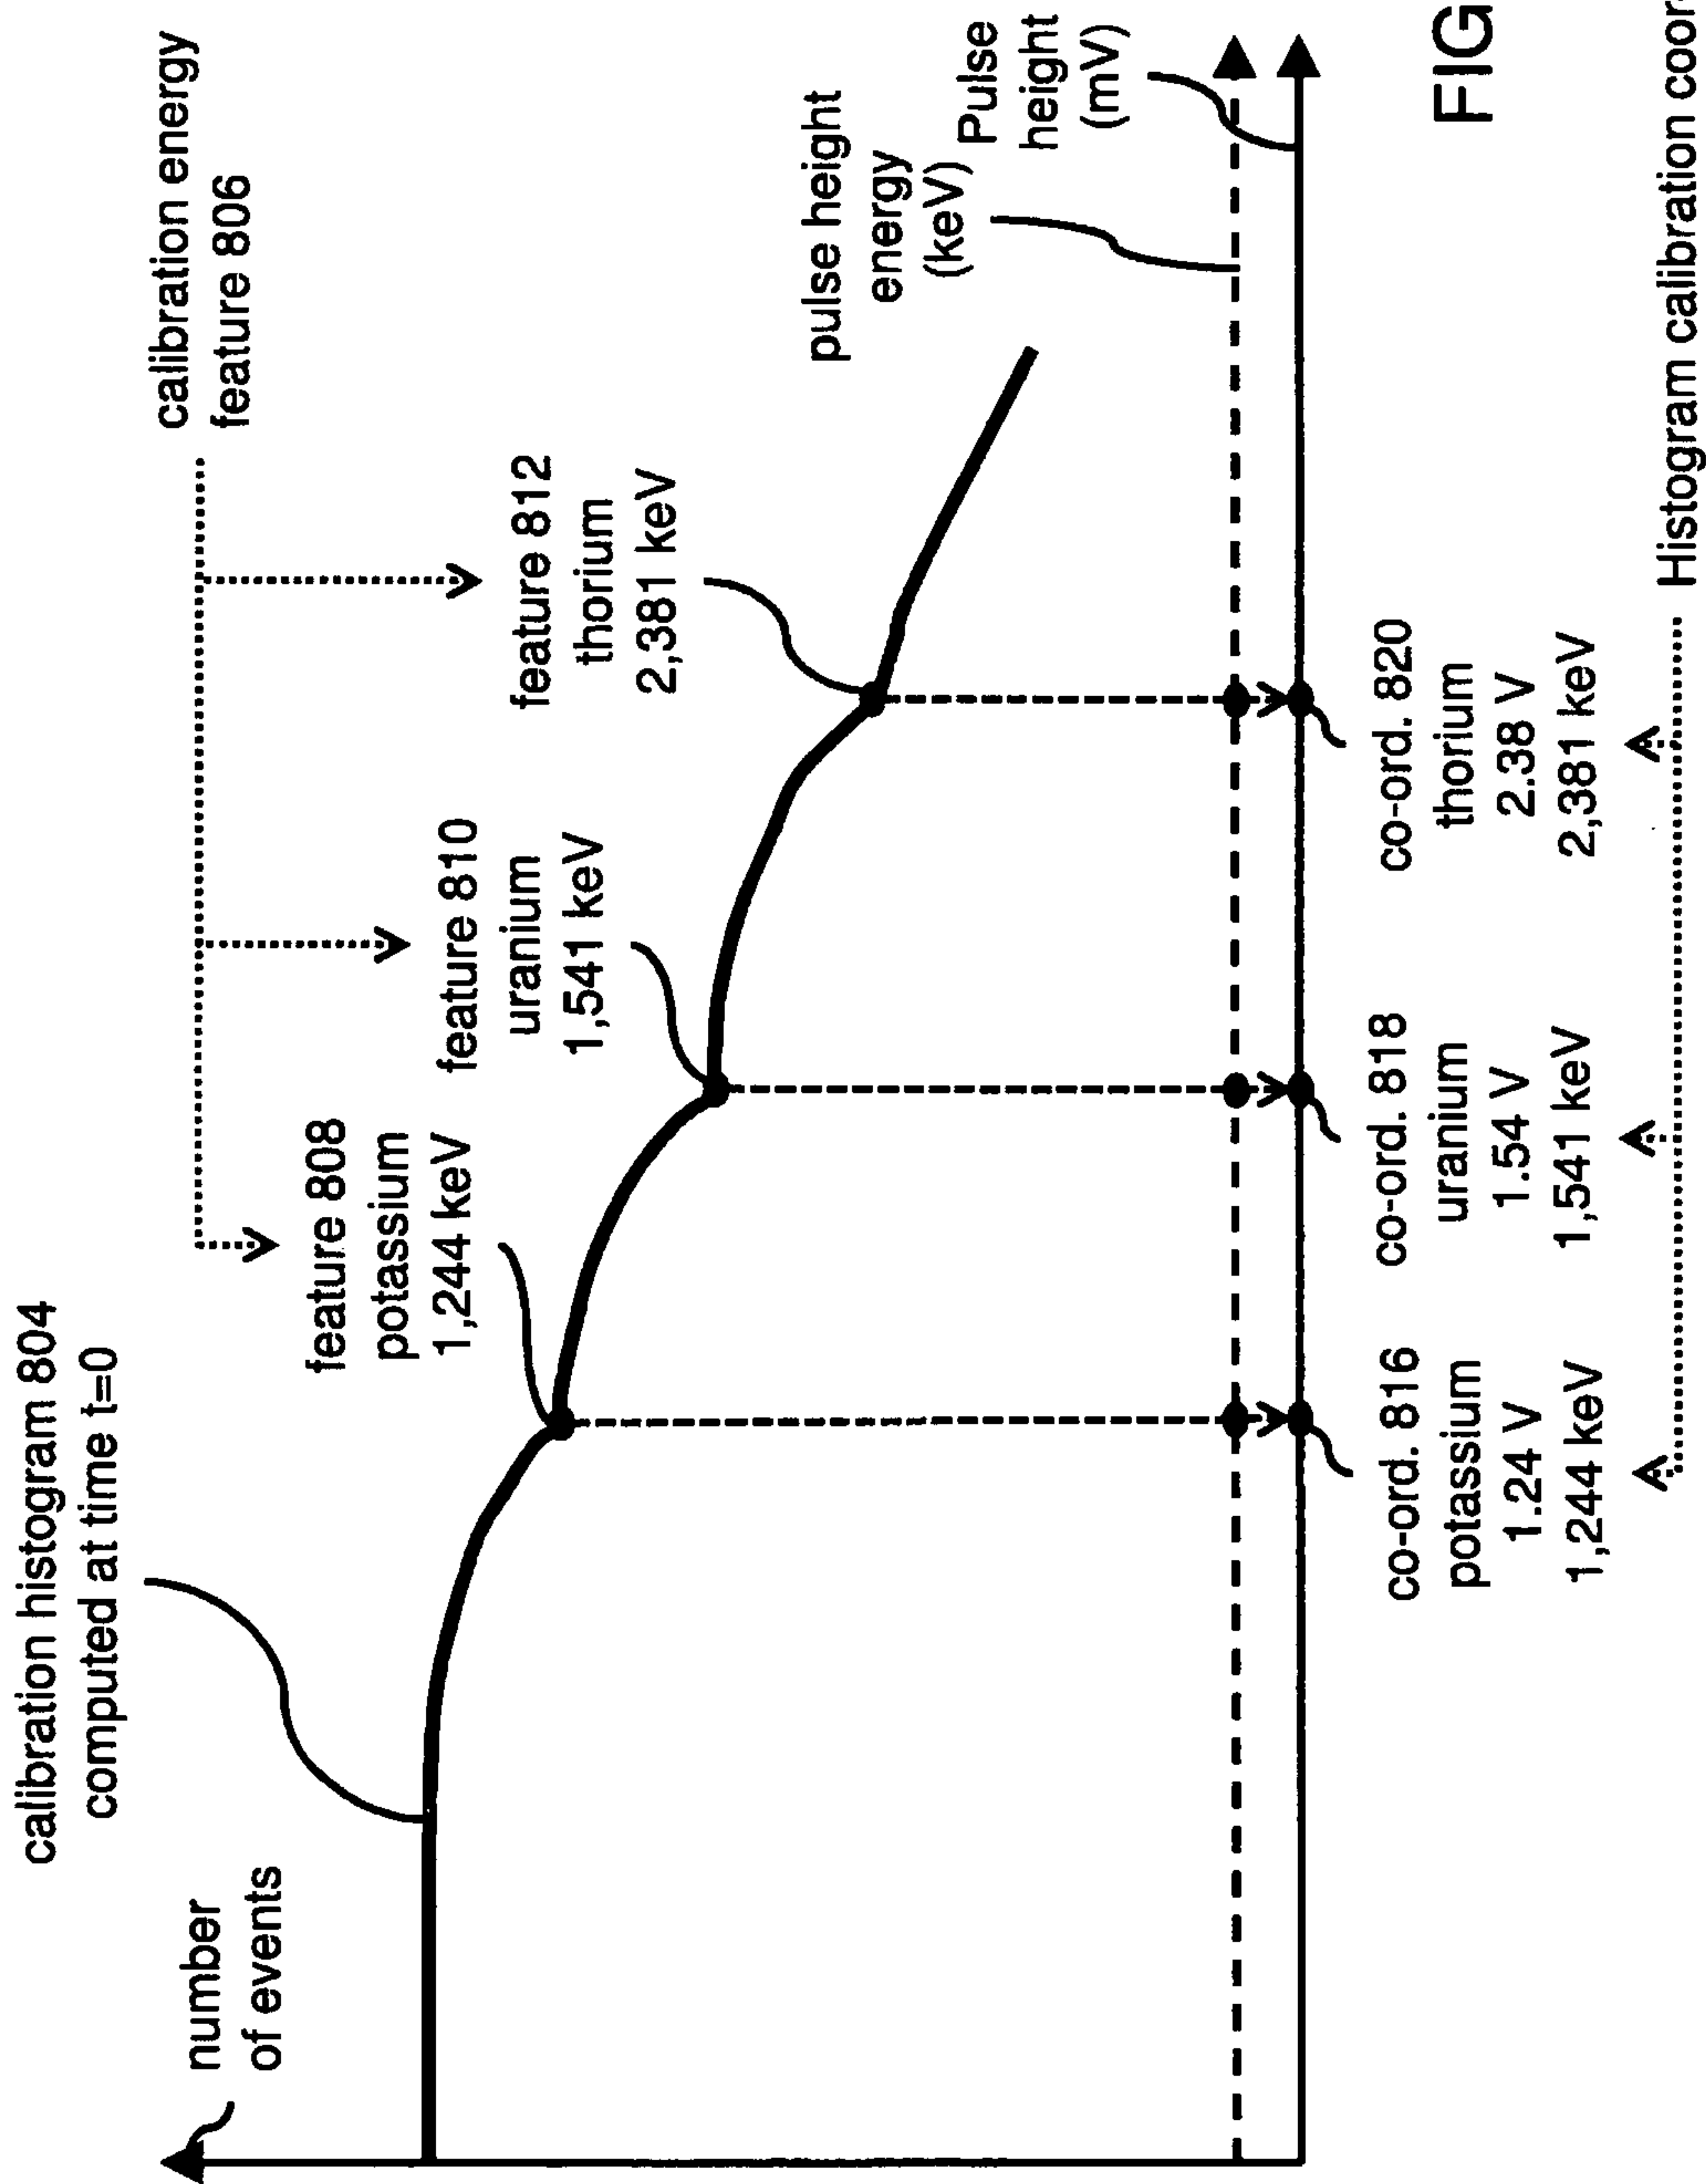 calibration histogram 804
computed at time t=0
number
of events
calibration energy
feature 806
feature 808
potassium
1,244 keV
feature 810
uranium
1,541 keV
feature 812
thorium
2,381 keV
pulse height
energy
(keV)
Pulse
height
(mV)
co-ord. 816
potassium
1.24 V
1,244 keV
co-ord. 818
uranium
1.54 V
1,541 keV
co-ord. 820
thorium
2.38 V
2,381 keV
FIG
Histogram calibration